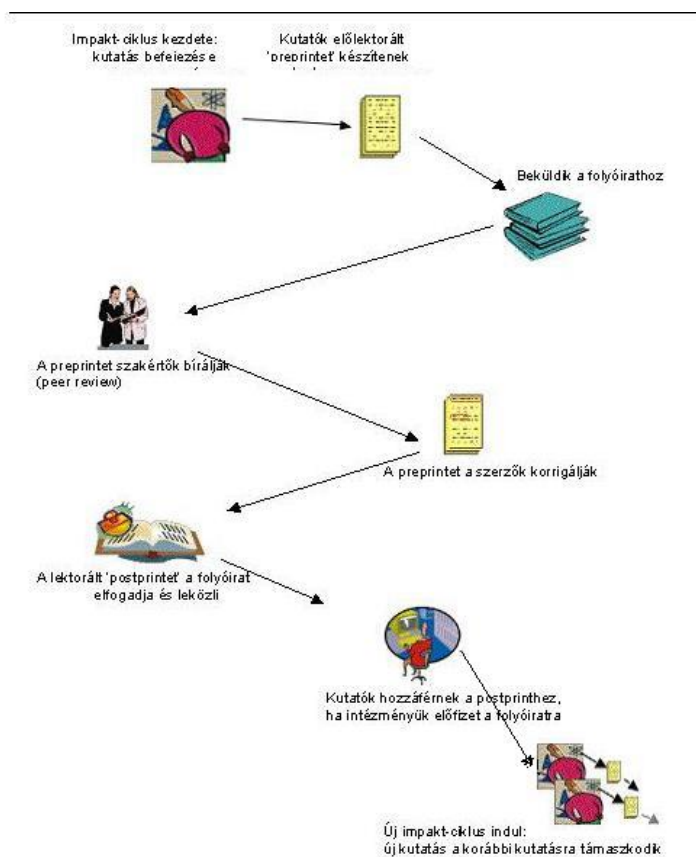 Impakt-ciklus kezdete:
kutatás befejezése
Kutatók előlektorált
'preprintet' készítenek
Beküldik a folyóirathoz
A preprintet szakértők bírálják
(peer review)
A preprintet a szerzők korrigálják
A lektorált 'postprintet' a folyóirat
elfogadja és leközli
Kutatók hozzáférnek a postprinthez,
ha intézményük előfizet a folyóiratra
Új impakt-ciklus indul:
új kutatás a korábbi kutatásra támaszkodik